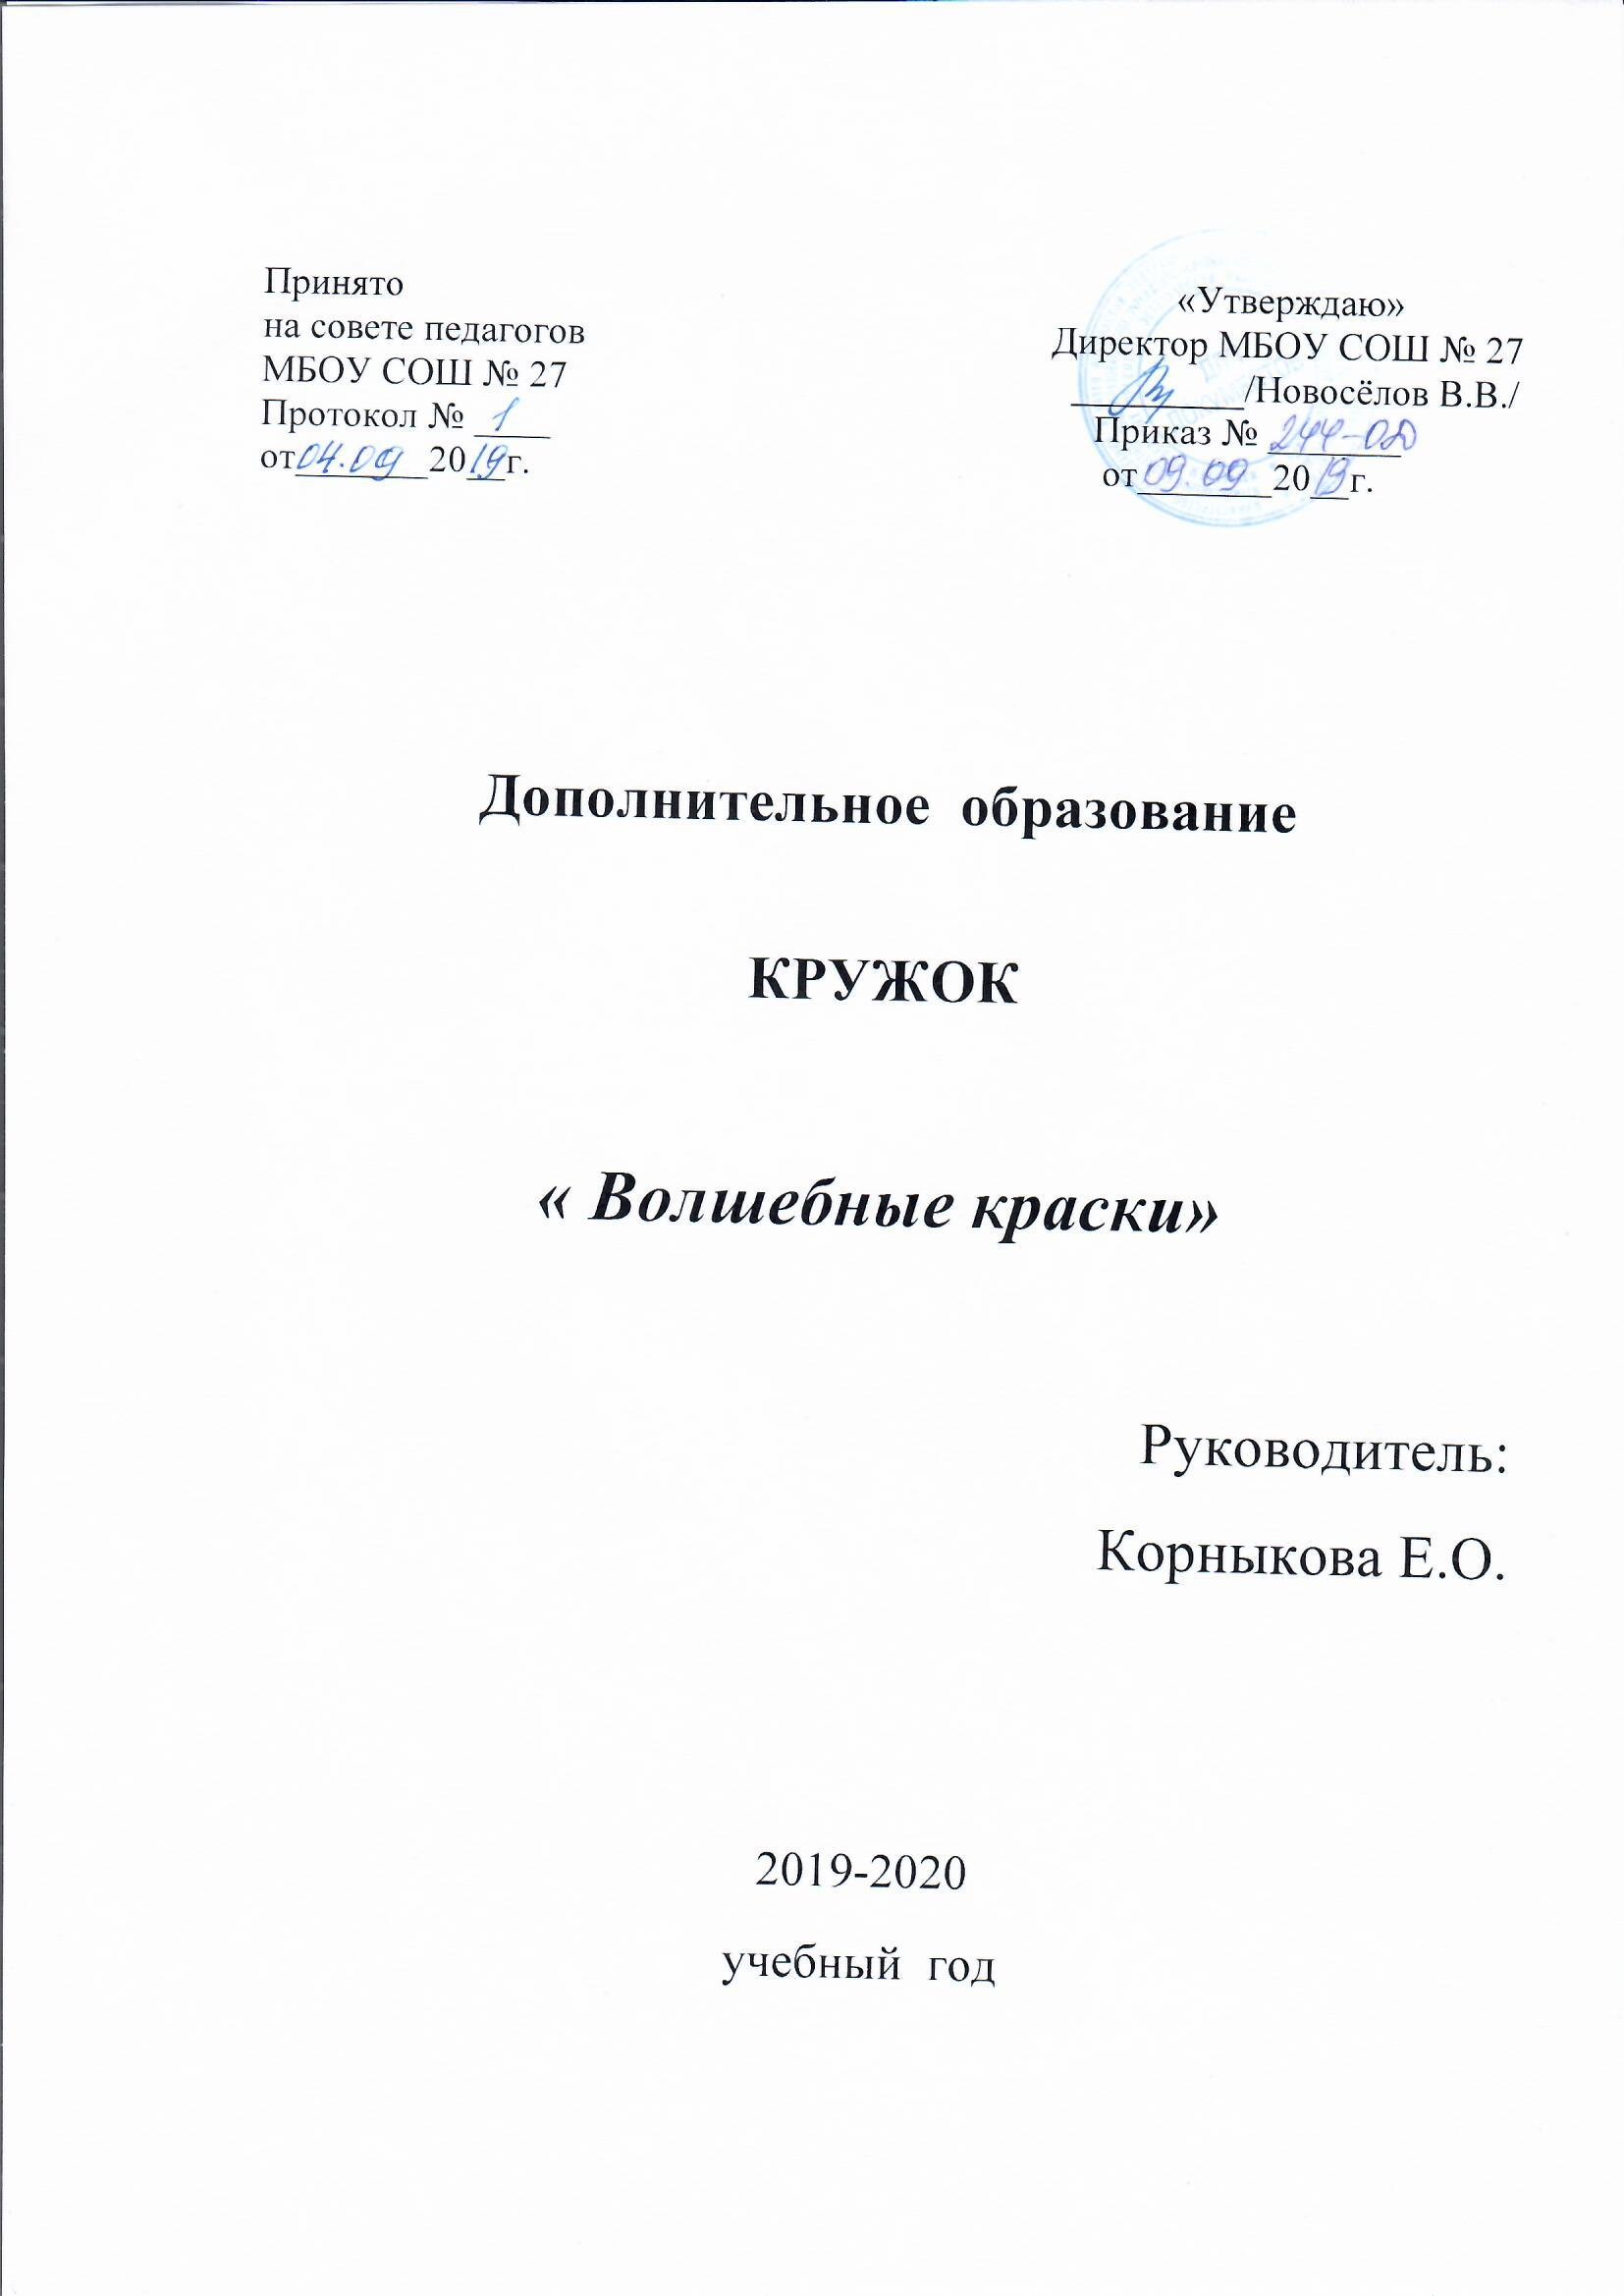 Принято
на совете педагогов
МБОУ СОШ № 27
Протокол № 1
от 04.09 2019г.
«Утверждаю»
Директор МБОУ СОШ № 27
/Новосёлов В.В./
Приказ № 244-ОД
от 09.09 2019г.
Дополнительное образование
КРУЖОК
« Волшебные краски»
Руководитель:
Корныкова Е.О.
2019-2020
учебный год